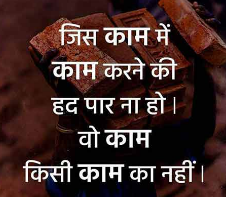 जिस काम में
काम करने की
हद पार ना हो।
वो काम
किसी काम का नहीं।